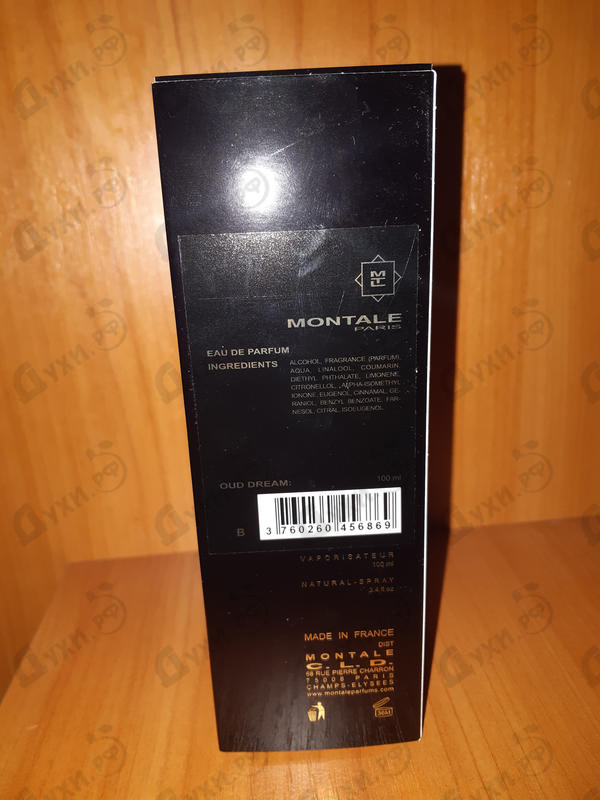 MT
MONTALE
PARIS
EAU DE PARFUM
INGREDIENTS
ALCOHOL, FRAGRANCE (PARFUM),
AQUA, LINALOOL, COUMARIN,
DIETHYL PHTHALATE, LIMONENE,
CITRONELLOL, ALPHA-ISOMETHYL
IONONE, EUGENOL, CINNAMAL, GE-
RANIOL, BENZYL BENZOATE, FAR-
NESOL, CITRAL, ISOEUGENOL
OUD DREAM: 100 ml
B 3 760260 456869
VAPORISATEUR
100 ml
NATURAL-SPRAY
3.4 fl.oz
MADE IN FRANCE
DIST
MONTALE
C. L. D.
68 RUE PIERRE CHARRON
75008 PARIS
CHAMPS-ELYSEES
www.montaleparfums.com
духи.рф